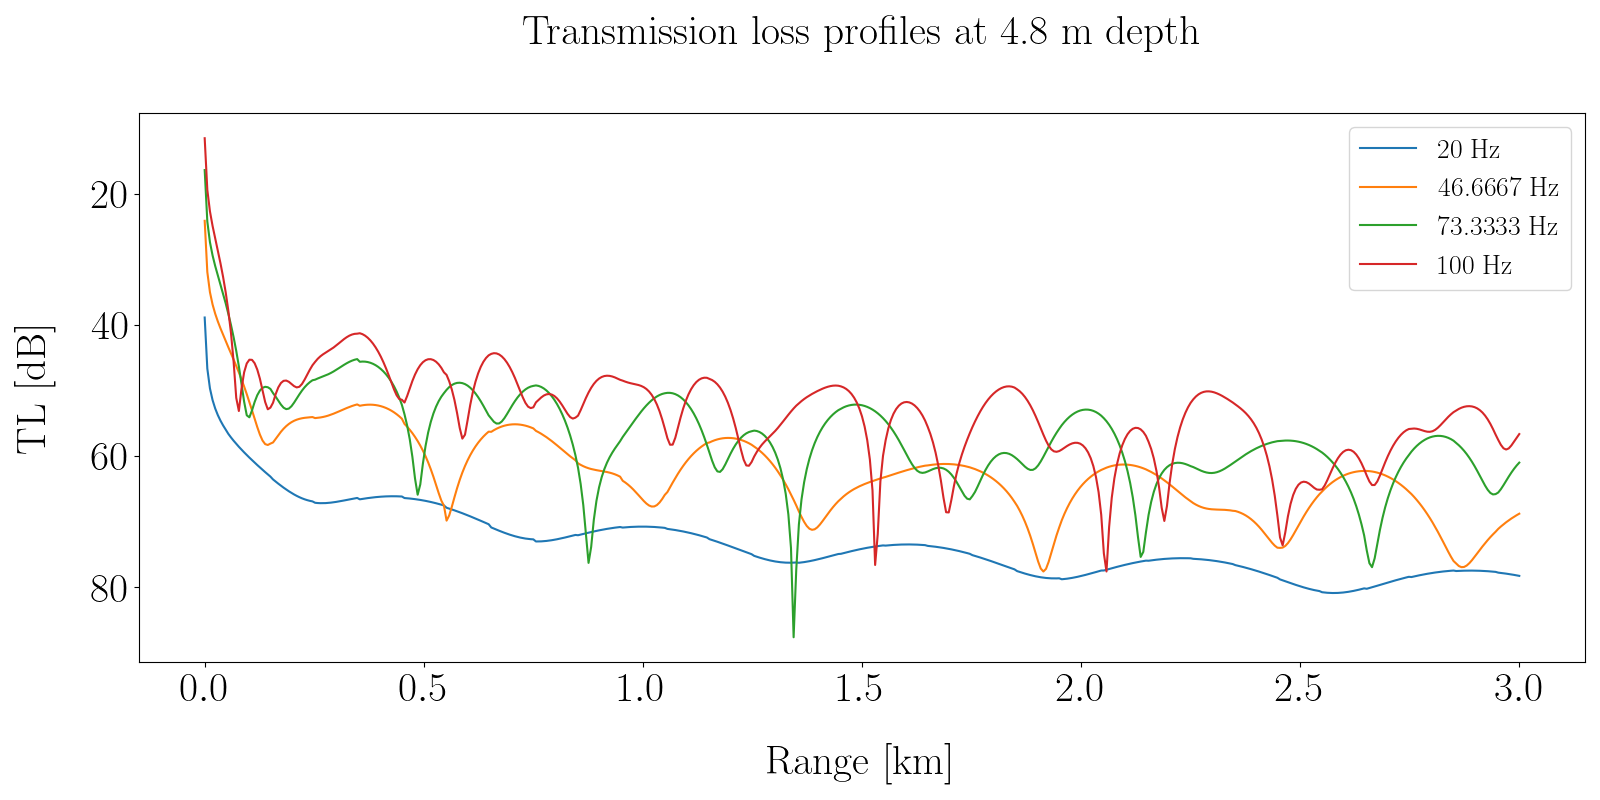 Transmission loss profiles at 4.8 m depth
20 Hz
46.6667 Hz
73.3333 Hz
100 Hz
TL [dB]
20
40
60
80
0.0 0.5 1.0 1.5 2.0 2.5 3.0
Range [km]